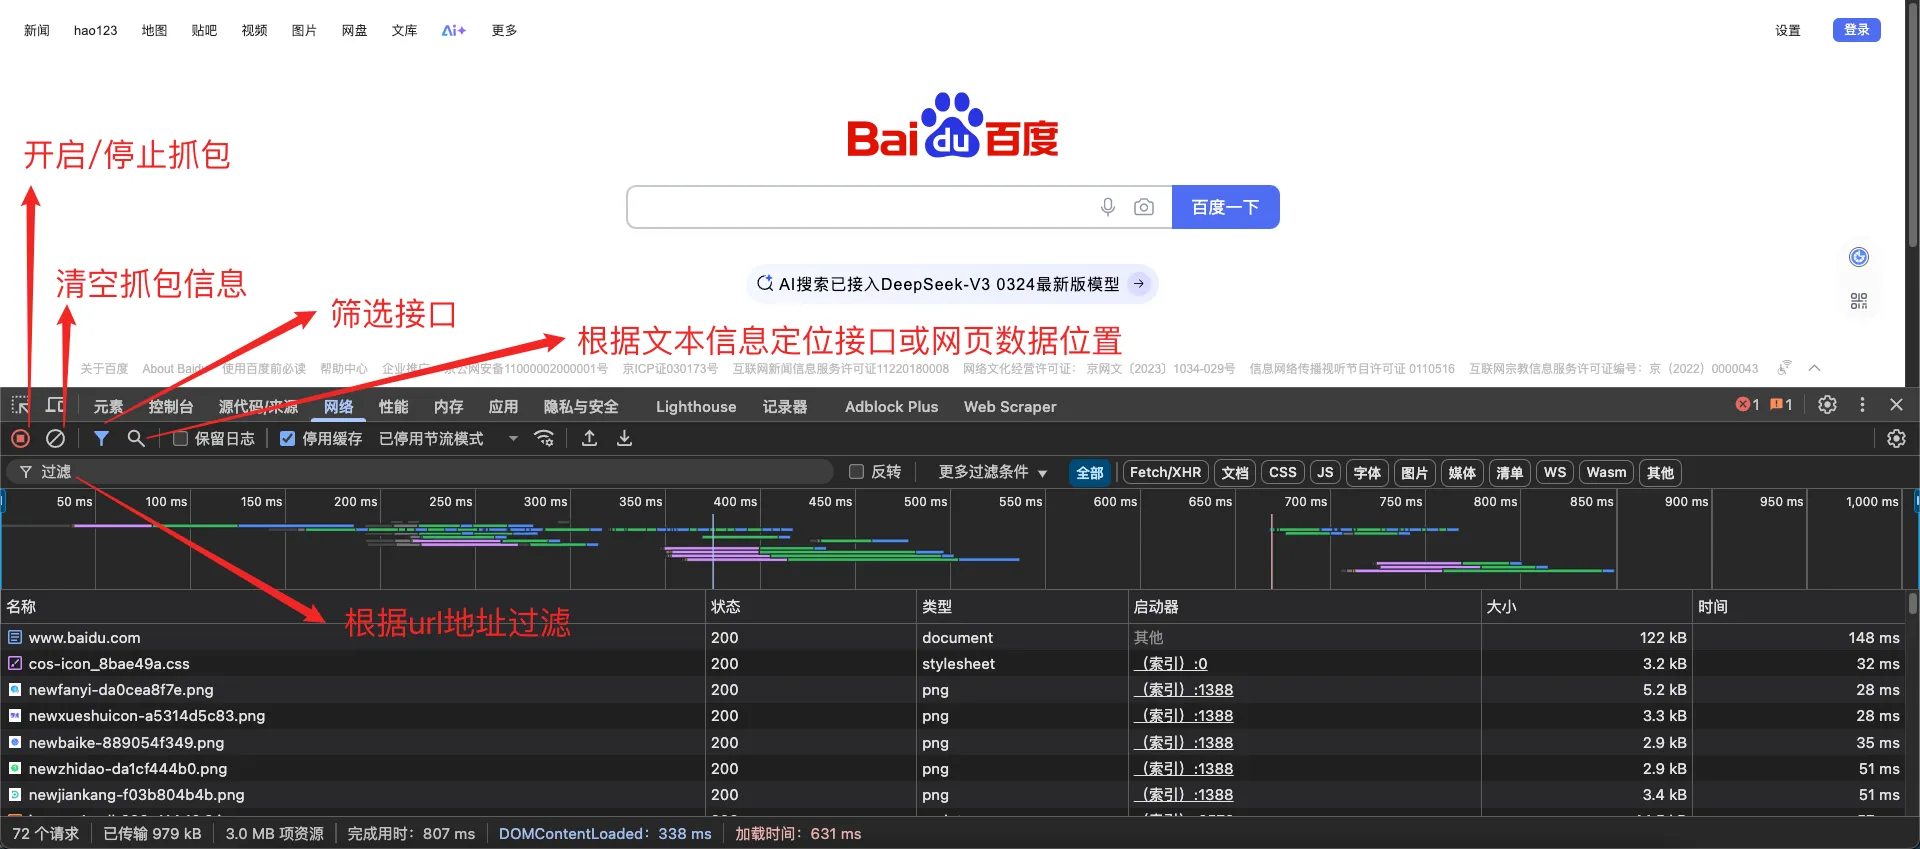 新闻 hao123 地图 贴吧 视频 图片 网盘 文库 Ai+ 更多 设置 登录
Bai du 百度
开启/停止抓包
百度一下
清空抓包信息
AI搜索已接入DeepSeek-V3 0324最新版模型
筛选接口
根据文本信息定位接口或网页数据位置
关于百度 About Baidu 使用百度前必读 帮助中心 企业推广 京公网安备11000002000001号 京ICP证030173号 互联网新闻信息服务许可证11220180008 网络文化经营许可证：京网文〔2023〕1034-029号 信息网络传播视听节目许可证 0110516 互联网宗教信息服务许可证编号：京（2022）0000043
元素 控制台 源代码/来源 网络 性能 内存 应用 隐私与安全 Lighthouse 记录器 Adblock Plus Web Scraper 1 1
保留日志 停用缓存 已停用节流模式
过滤 反转 更多过滤条件 全部 Fetch/XHR 文档 CSS JS 字体 图片 媒体 清单 WS Wasm 其他
50 ms 100 ms 150 ms 200 ms 250 ms 300 ms 350 ms 400 ms 450 ms 500 ms 550 ms 600 ms 650 ms 700 ms 750 ms 800 ms 850 ms 900 ms 950 ms 1,000 ms
名称 状态 类型 启动器 大小 时间
根据url地址过滤
www.baidu.com 200 document 其他 122 kB 148 ms
cos-icon_8bae49a.css 200 stylesheet （索引）:0 3.2 kB 32 ms
newfanyi-da0cea8f7e.png 200 png （索引）:1388 5.2 kB 28 ms
newxueshuicon-a5314d5c83.png 200 png （索引）:1388 3.3 kB 28 ms
newbaike-889054f349.png 200 png （索引）:1388 2.9 kB 35 ms
newzhidao-da1cf444b0.png 200 png （索引）:1388 2.9 kB 51 ms
newjiankang-f03b804b4b.png 200 png （索引）:1388 3.4 kB 51 ms
72 个请求 已传输 979 kB 3.0 MB 项资源 完成用时：807 ms DOMContentLoaded：338 ms 加载时间：631 ms